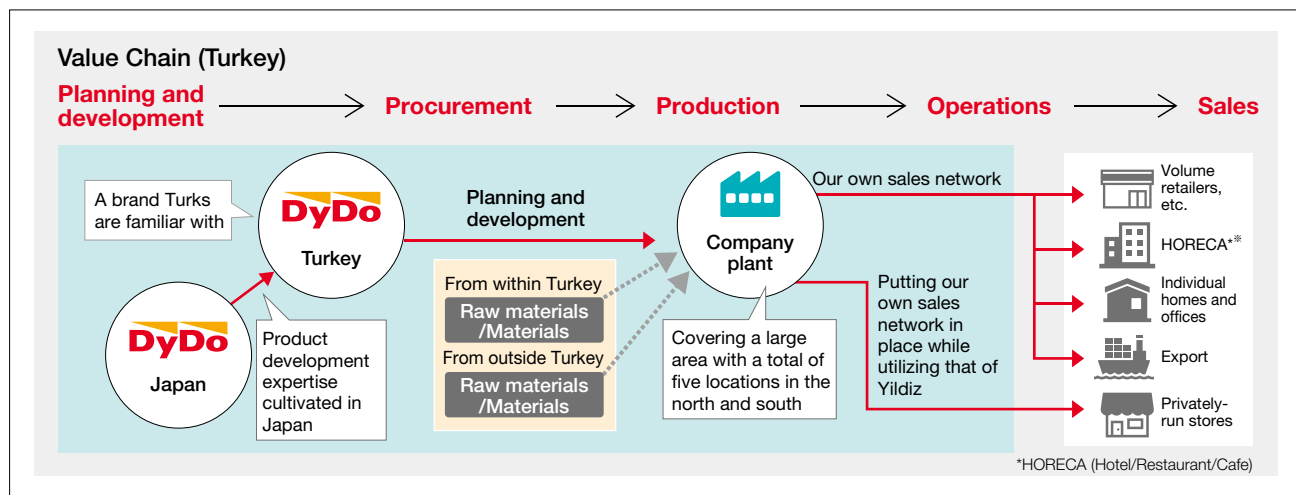 Value Chain (Turkey)
Planning and
development
Procurement
Production
Operations
Sales
A brand Turks
are familiar with
DyDo
Turkey
DyDo
Japan
Product
development
expertise
cultivated in
Japan
Planning and
development
From within Turkey
Raw materials
/Materials
From outside Turkey
Raw materials
/Materials
Company
plant
Covering a large
area with a total of
five locations in the
north and south
Our own sales network
Putting our
own sales
network in
place while
utilizing that of
Yildiz
Volume
retailers,
etc.
HORECA*※
Individual
homes and
offices
Export
Privately-
run stores
*HORECA (Hotel/Restaurant/Cafe)